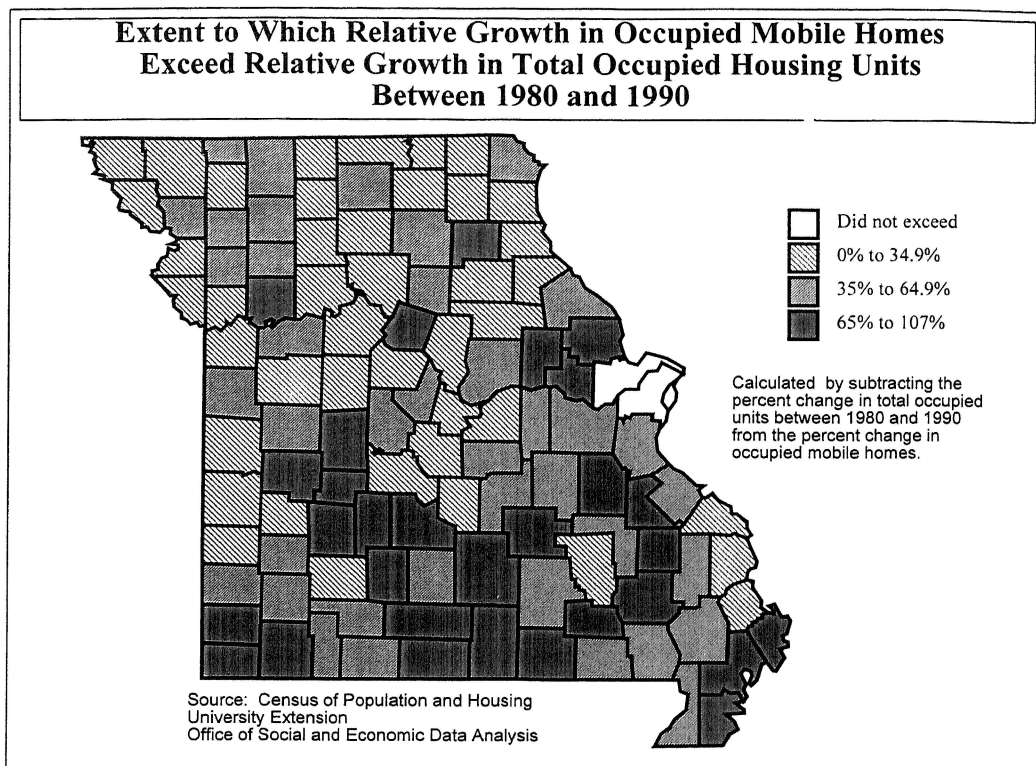 Extent to Which Relative Growth in Occupied Mobile Homes
Exceed Relative Growth in Total Occupied Housing Units
Between 1980 and 1990
Did not exceed
0% to 34.9%
35% to 64.9%
65% to 107%
Calculated by subtracting the
percent change in total occupied
units between 1980 and 1990
from the percent change in
occupied mobile homes.
Source: Census of Population and Housing
University Extension
Office of Social and Economic Data Analysis